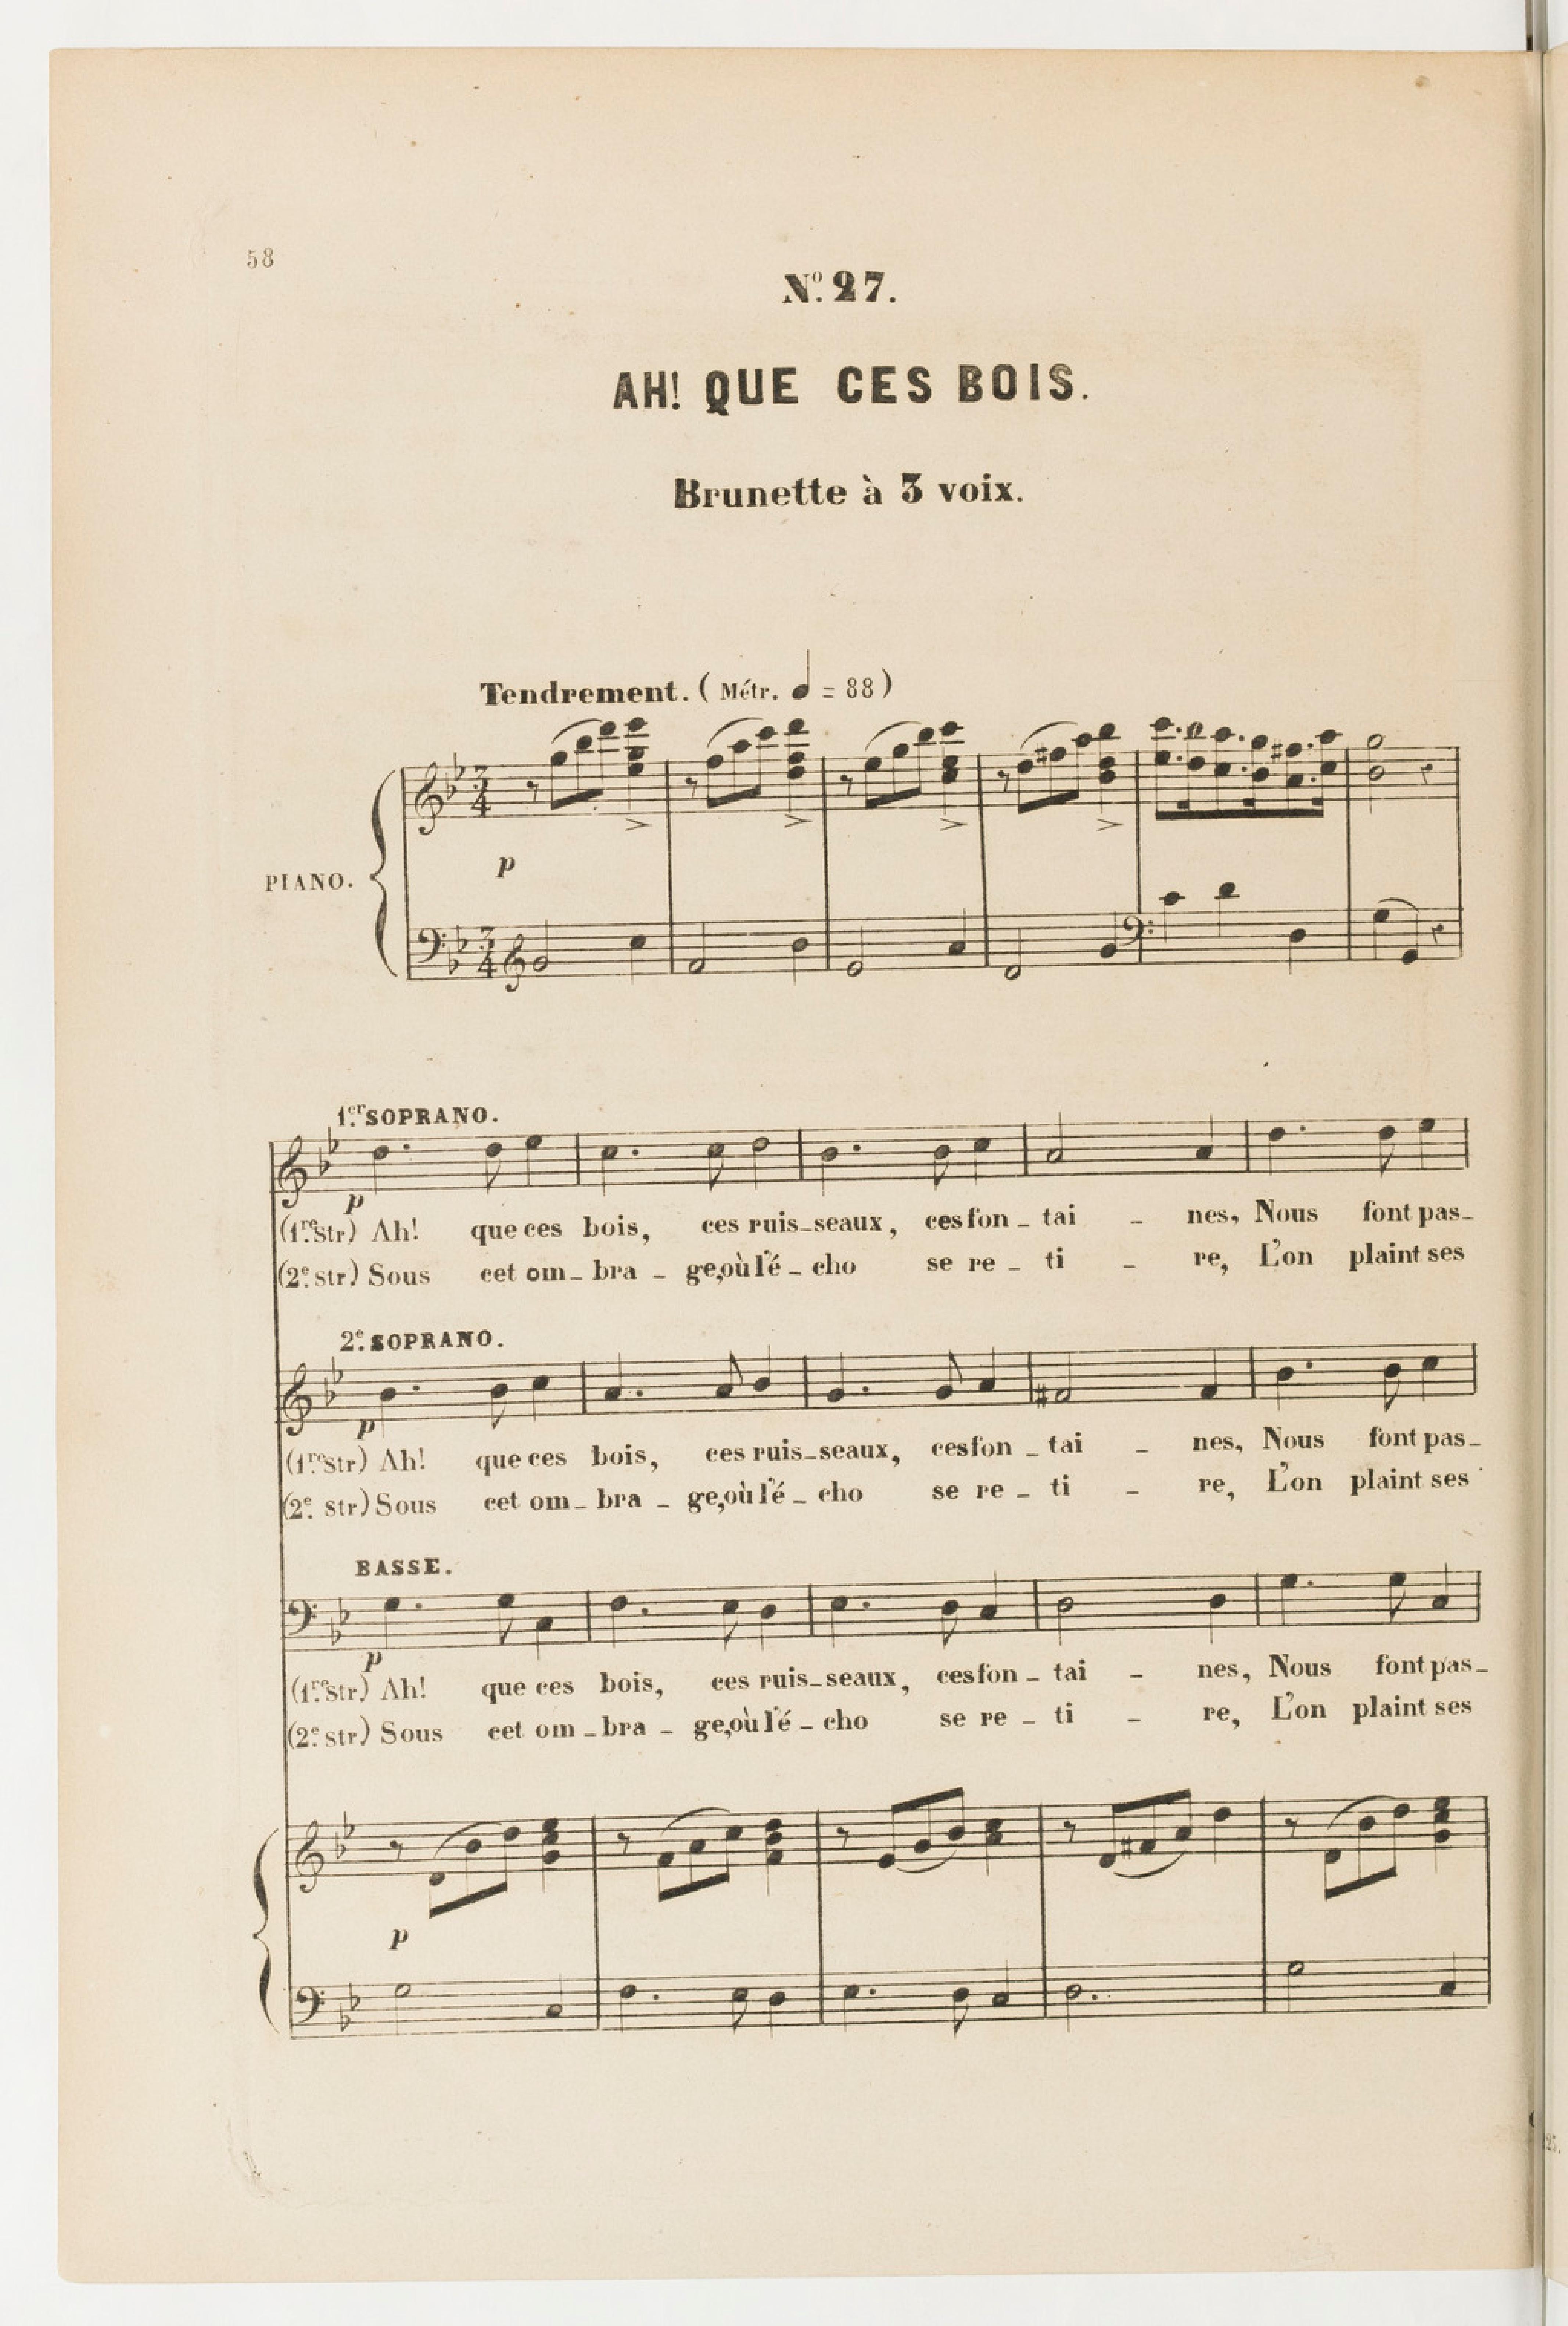 58
Nº. 27.
AH! QUE CES BOIS.
Brunette à 3 voix.
Tendrement. ( Métr. ♩ = 88 )
PIANO.
p
1.er SOPRANO.
p
(1.re Str) Ah! que ces bois, ces ruis_seaux, ces fon _ tai _ nes, Nous font pas_
(2.e str) Sous cet om_ bra _ ge, où l'é _ cho se re _ ti _ re, L'on plaint ses
2.e SOPRANO.
p
(1.re Str) Ah! que ces bois, ces ruis_seaux, ces fon _ tai _ nes, Nous font pas_
(2.e str) Sous cet om_ bra _ ge, où l'é _ cho se re _ ti _ re, L'on plaint ses
BASSE.
p
(1.re Str) Ah! que ces bois, ces ruis_seaux, ces fon _ tai _ nes, Nous font pas_
(2.e str) Sous cet om _ bra _ ge, où l'é _ cho se re _ ti _ re, L'on plaint ses
p